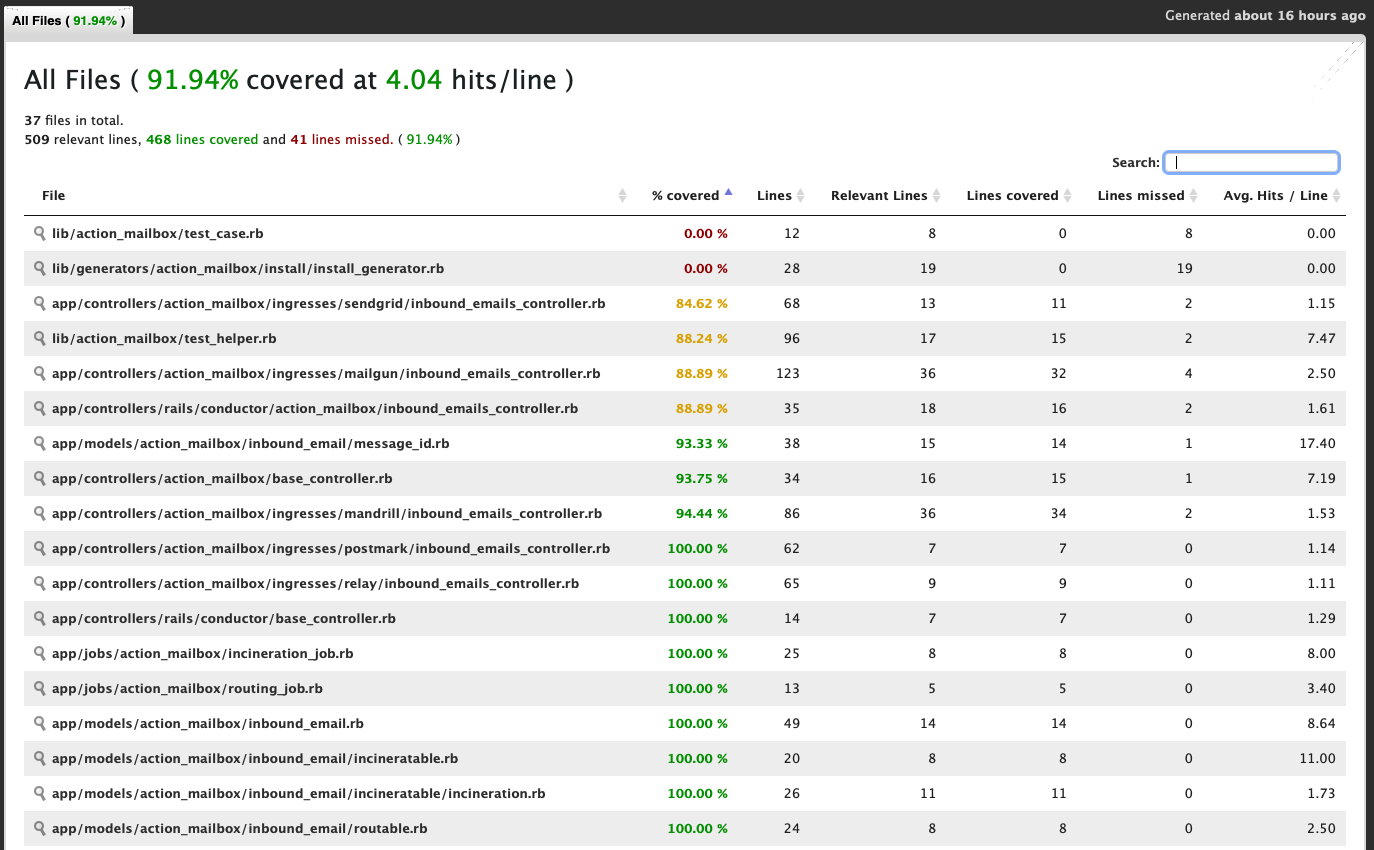 All Files ( 91.94% )
Generated about 16 hours ago
All Files ( 91.94% covered at 4.04 hits/line )
37 files in total.
509 relevant lines, 468 lines covered and 41 lines missed. ( 91.94% )
Search:
File % covered Lines Relevant Lines Lines covered Lines missed Avg. Hits / Line
lib/action_mailbox/test_case.rb 0.00 % 12 8 0 8 0.00
lib/generators/action_mailbox/install/install_generator.rb 0.00 % 28 19 0 19 0.00
app/controllers/action_mailbox/ingresses/sendgrid/inbound_emails_controller.rb 84.62 % 68 13 11 2 1.15
lib/action_mailbox/test_helper.rb 88.24 % 96 17 15 2 7.47
app/controllers/action_mailbox/ingresses/mailgun/inbound_emails_controller.rb 88.89 % 123 36 32 4 2.50
app/controllers/rails/conductor/action_mailbox/inbound_emails_controller.rb 88.89 % 35 18 16 2 1.61
app/models/action_mailbox/inbound_email/message_id.rb 93.33 % 38 15 14 1 17.40
app/controllers/action_mailbox/base_controller.rb 93.75 % 34 16 15 1 7.19
app/controllers/action_mailbox/ingresses/mandrill/inbound_emails_controller.rb 94.44 % 86 36 34 2 1.53
app/controllers/action_mailbox/ingresses/postmark/inbound_emails_controller.rb 100.00 % 62 7 7 0 1.14
app/controllers/action_mailbox/ingresses/relay/inbound_emails_controller.rb 100.00 % 65 9 9 0 1.11
app/controllers/rails/conductor/base_controller.rb 100.00 % 14 7 7 0 1.29
app/jobs/action_mailbox/incineration_job.rb 100.00 % 25 8 8 0 8.00
app/jobs/action_mailbox/routing_job.rb 100.00 % 13 5 5 0 3.40
app/models/action_mailbox/inbound_email.rb 100.00 % 49 14 14 0 8.64
app/models/action_mailbox/inbound_email/incineratable.rb 100.00 % 20 8 8 0 11.00
app/models/action_mailbox/inbound_email/incineratable/incineration.rb 100.00 % 26 11 11 0 1.73
app/models/action_mailbox/inbound_email/routable.rb 100.00 % 24 8 8 0 2.50